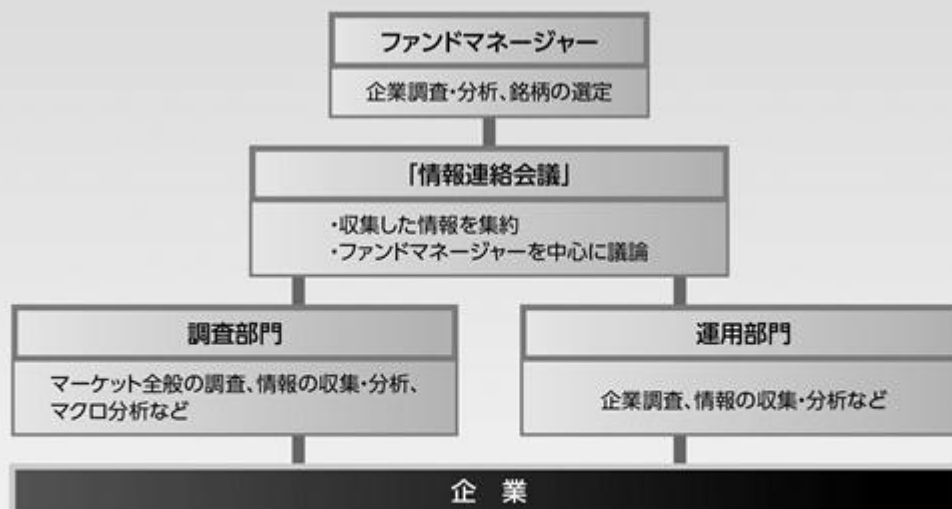 ファンドマネージャー
企業調査・分析、銘柄の選定
「情報連絡会議」
・収集した情報を集約
・ファンドマネージャーを中心に議論
調査部門
マーケット全般の調査、情報の収集・分析、
マクロ分析など
運用部門
企業調査、情報の収集・分析など
企 業